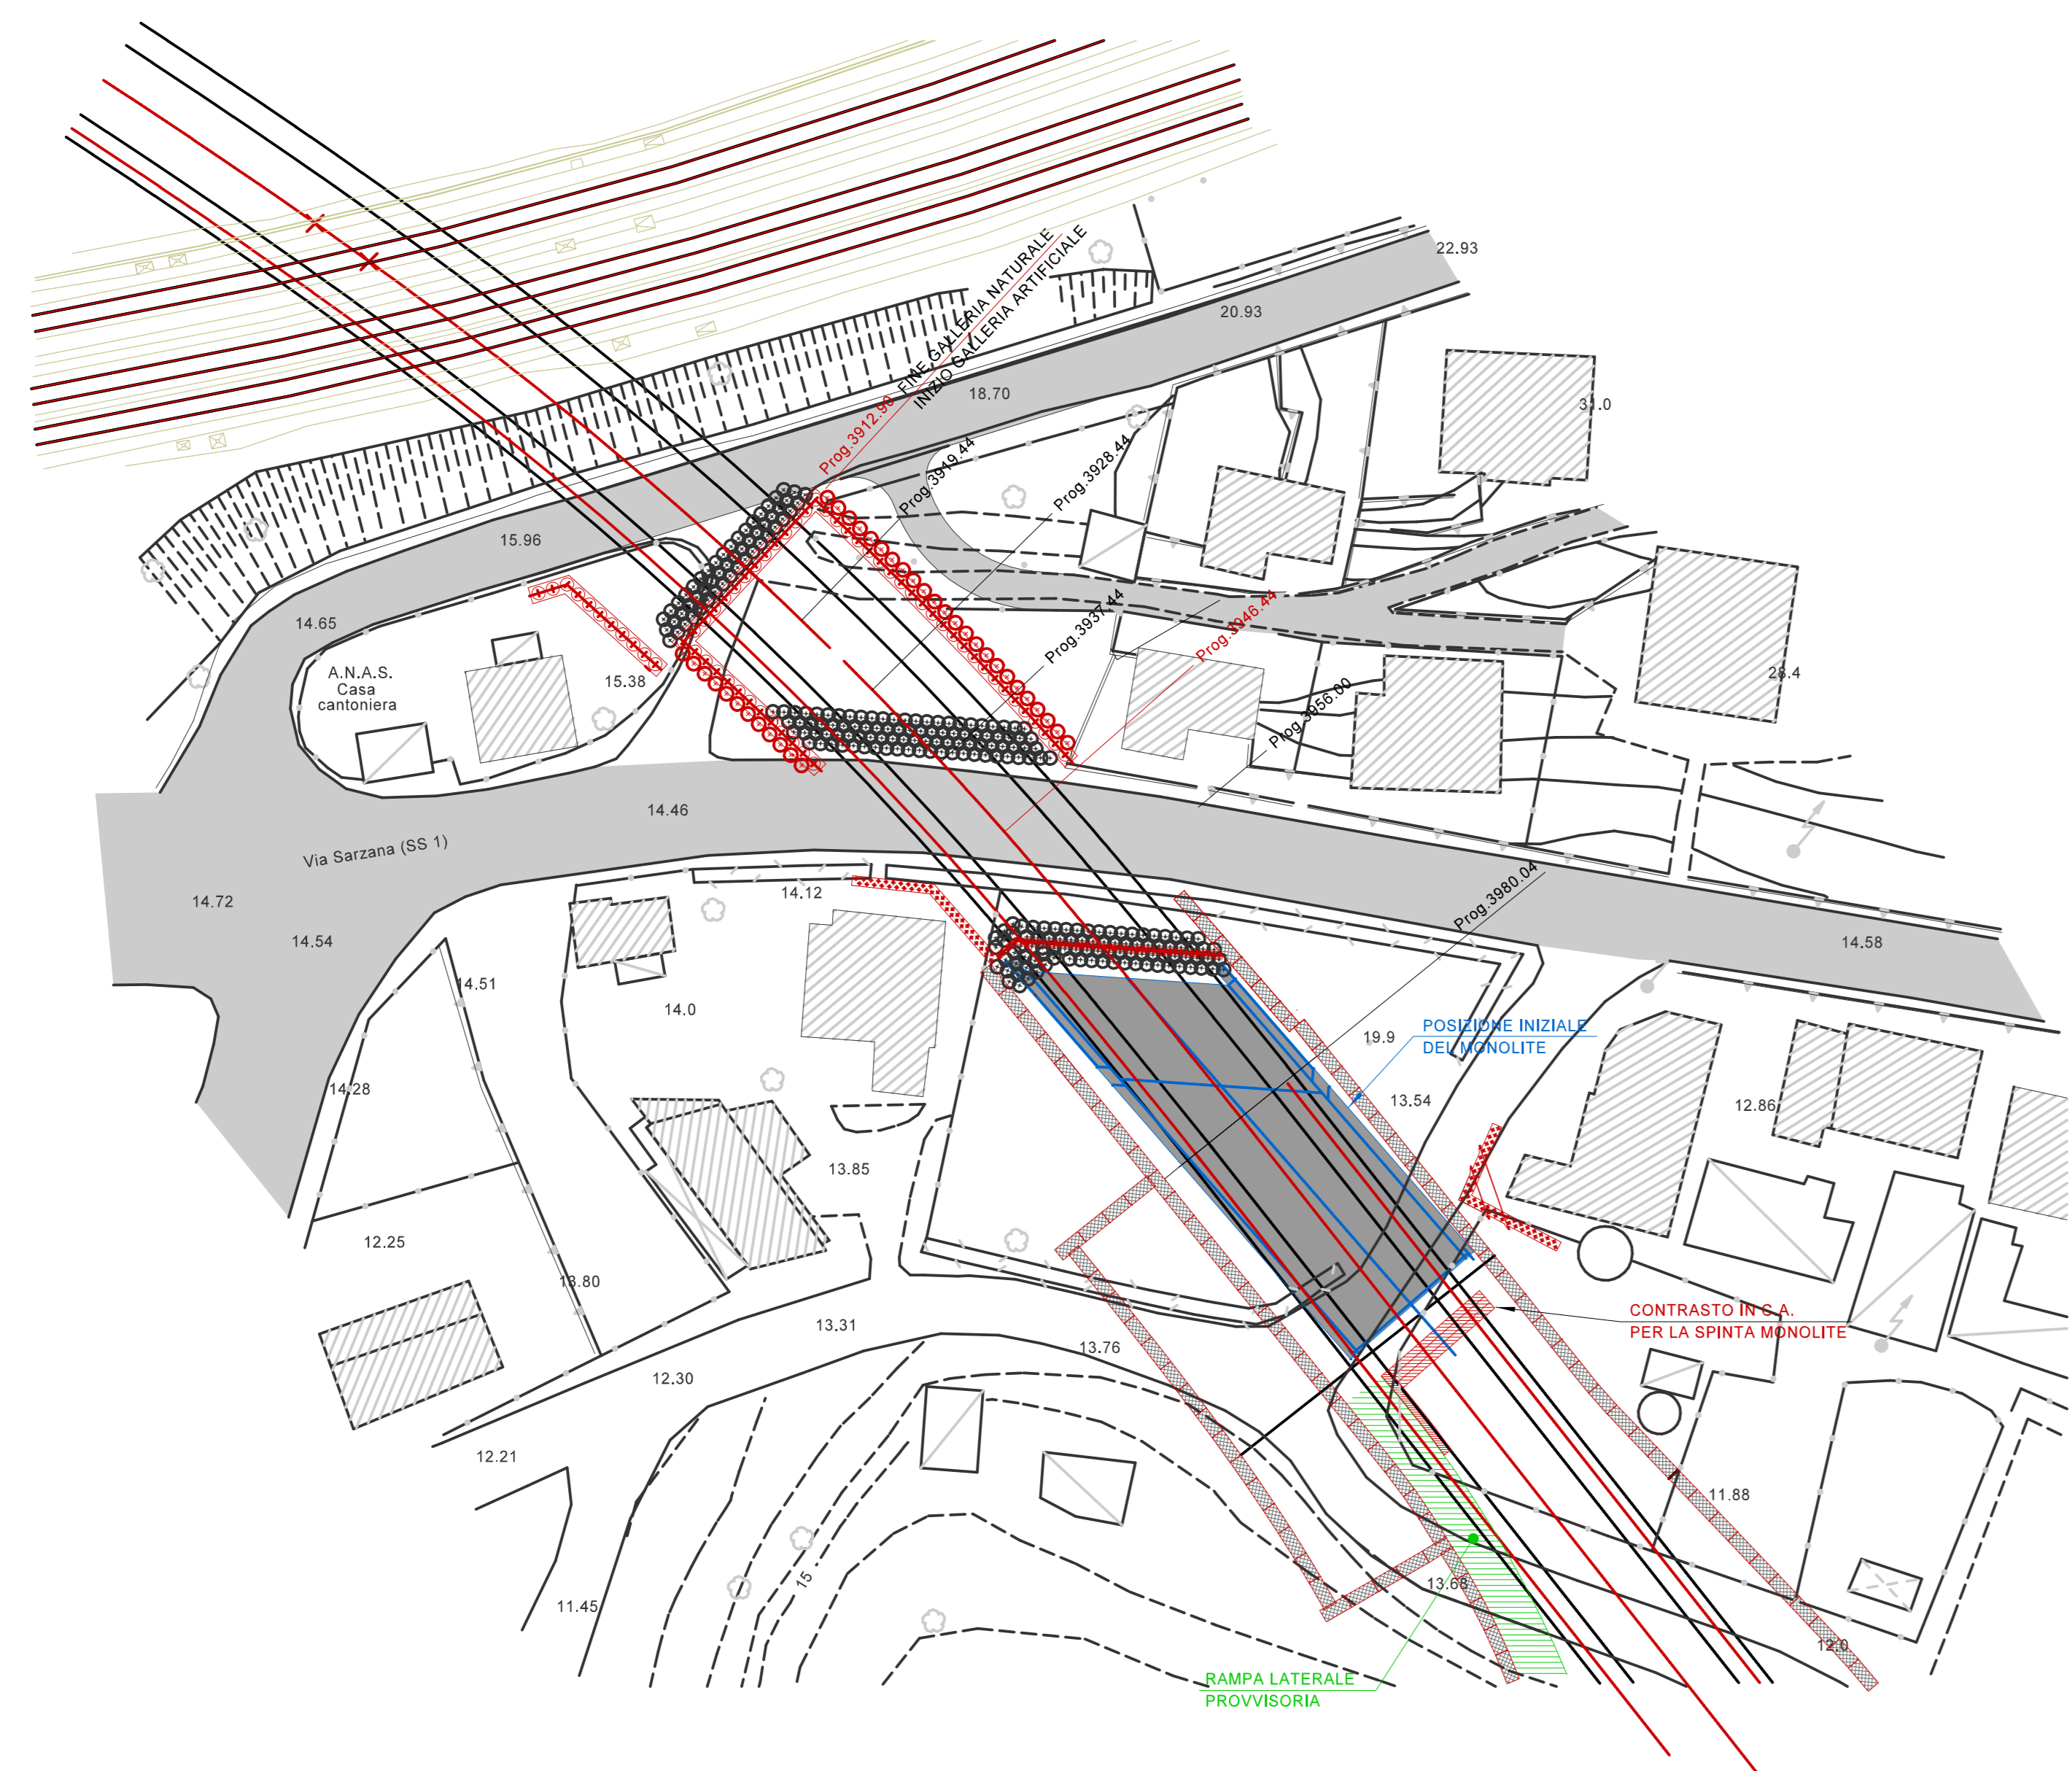 22.93
20.93
FINE GALLERIA NATURALE
INIZIO GALLERIA ARTIFICIALE
18.70
31.0
Prog.3912.90
Prog.3919.44
Prog.3928.44
15.96
14.65
Prog.3937.44
Prog.3946.44
A.N.A.S.
Casa
cantoniera
15.38
28.4
Prog.3956.00
14.46
Via Sarzana (SS 1)
14.72
14.54
14.12
Prog.3980.04
14.58
14.51
14.0
POSIZIONE INIZIALE
DEL MONOLITE
19.9
14.28
13.54
12.86
13.85
12.25
13.80
13.31
13.76
CONTRASTO IN C.A.
PER LA SPINTA MONOLITE
12.30
12.21
11.88
15
11.45
13.68
12.0
RAMPA LATERALE
PROVVISORIA